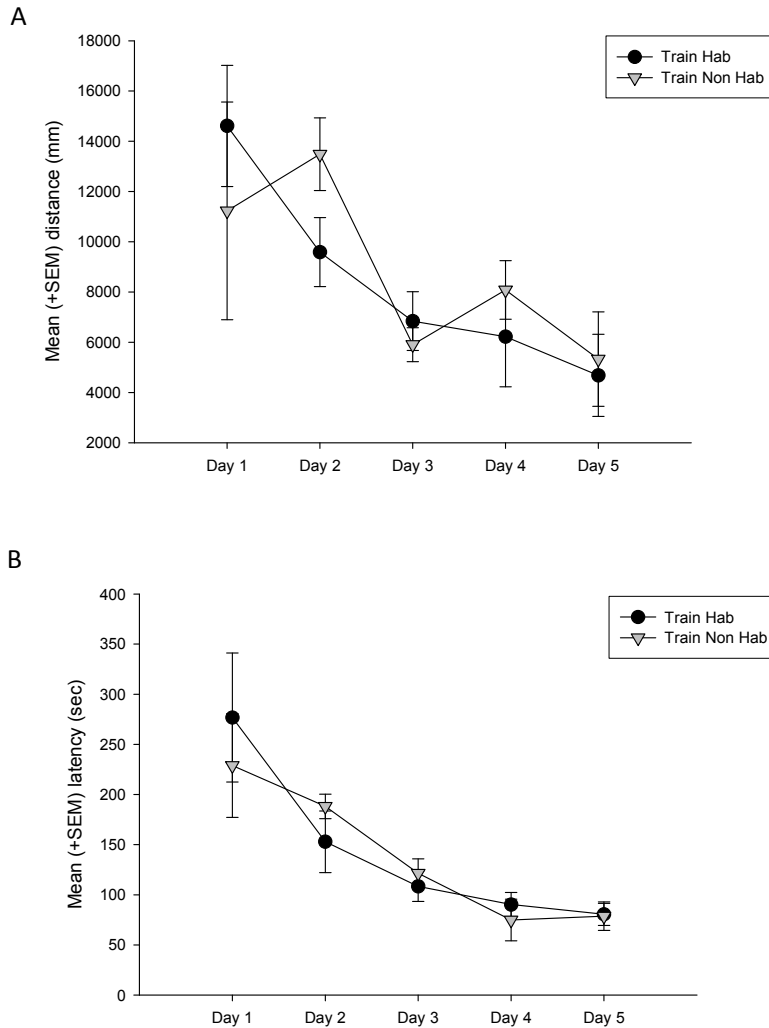 A
Mean (+SEM) distance (mm)
18000
16000
14000
12000
10000
8000
6000
4000
2000
Day 1 Day 2 Day 3 Day 4 Day 5
Train Hab
Train Non Hab
B
Mean (+SEM) latency (sec)
400
350
300
250
200
150
100
50
0
Day 1 Day 2 Day 3 Day 4 Day 5
Train Hab
Train Non Hab